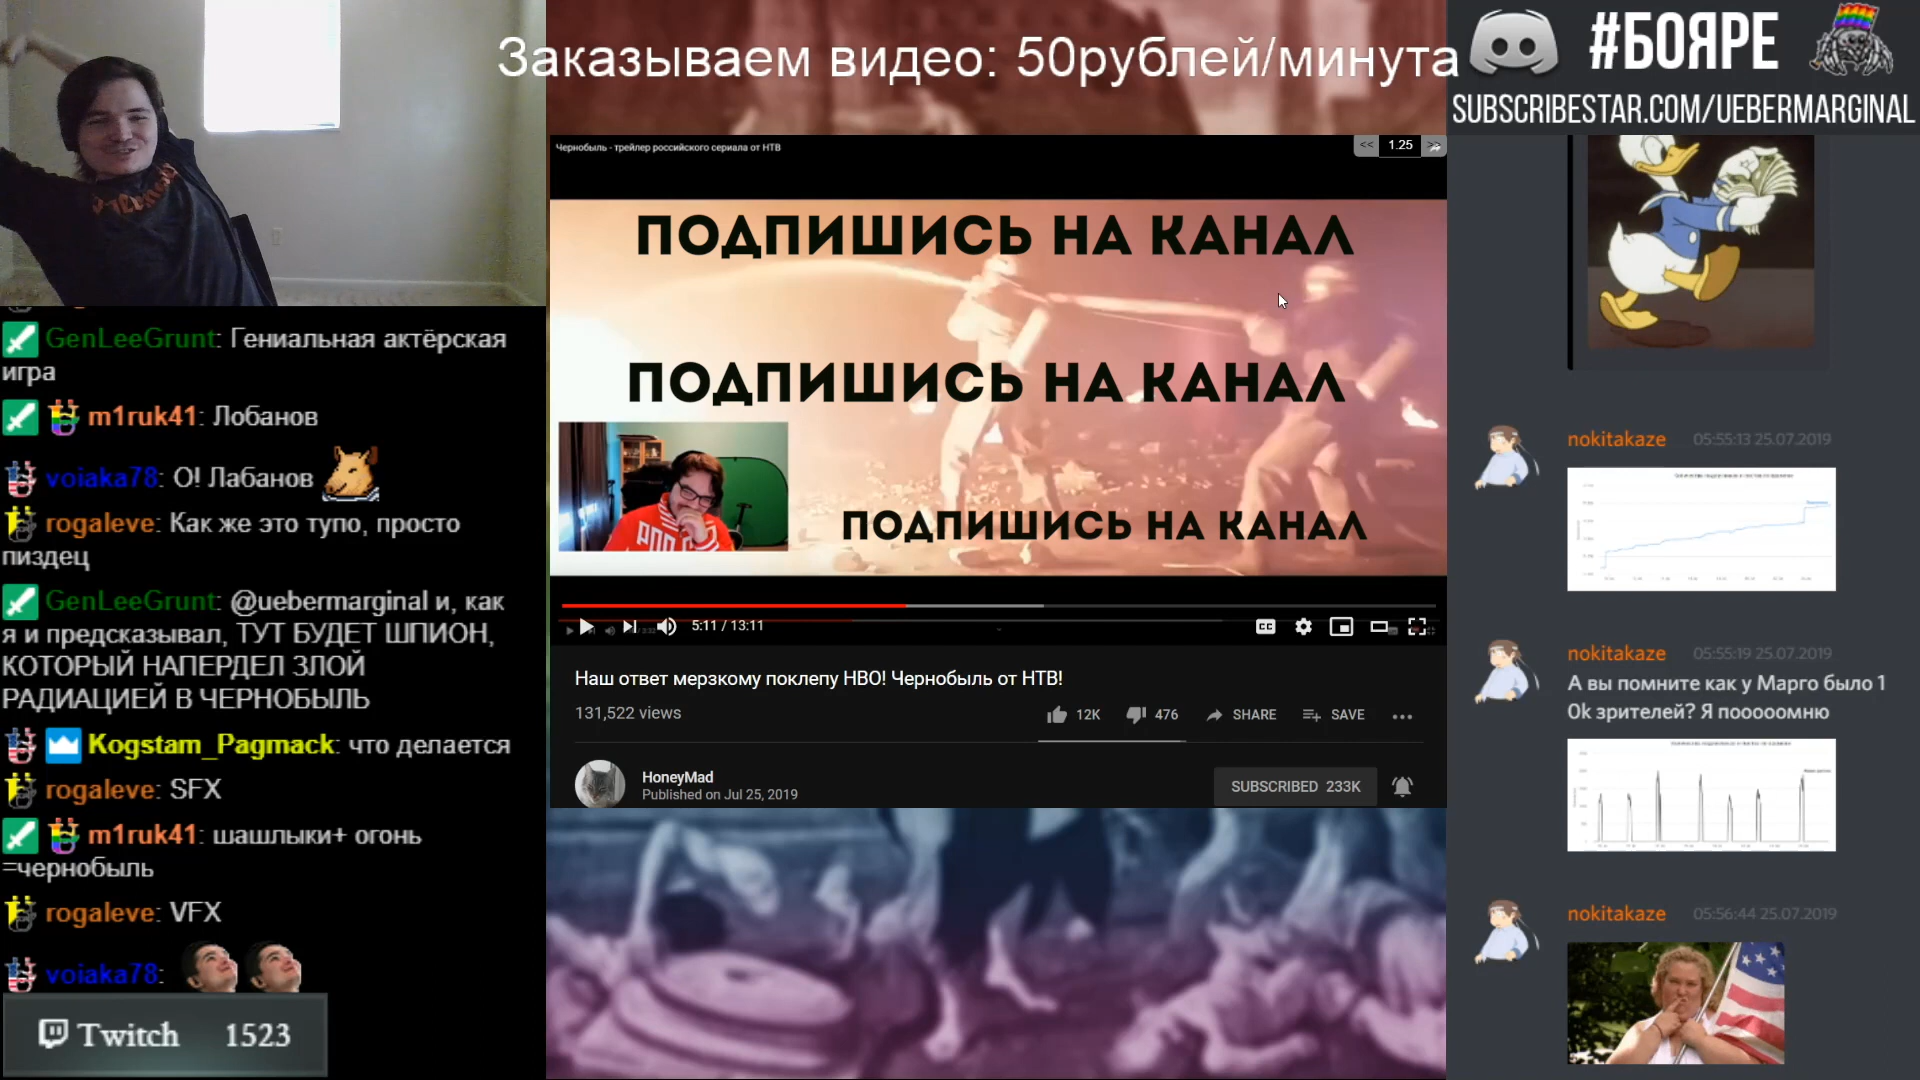 Заказываем видео: 50рублей/минута
#БОЯРЕ
SUBSCRIBESTAR.COM/UEBERMARGINAL
Чернобыль - трейлер российского сериала от НТВ
<< 1.25 >>
ПОДПИШИСЬ НА КАНАЛ
ПОДПИШИСЬ НА КАНАЛ
ПОДПИШИСЬ НА КАНАЛ
5:11 / 13:11
CC
Наш ответ мерзкому поклепу HBO! Чернобыль от НТВ!
131,522 views
12K
476
SHARE
SAVE
HoneyMad
Published on Jul 25, 2019
SUBSCRIBED 233K
GenLeeGrunt: Гениальная актёрская
игра
m1ruk41: Лобанов
voiaka78: О! Лабанов
rogaleve: Как же это тупо, просто
пиздец
GenLeeGrunt: @uebermarginal и, как
я и предсказывал, ТУТ БУДЕТ ШПИОН,
КОТОРЫЙ НАПЕРДЕЛ ЗЛОЙ
РАДИАЦИЕЙ В ЧЕРНОБЫЛЬ
Kogstam_Pagmack: что делается
rogaleve: SFX
m1ruk41: шашлыки+ огонь
=чернобыль
rogaleve: VFX
voiaka78:
Twitch 1523
nokitakaze 05:55:13 25.07.2019
nokitakaze 05:55:19 25.07.2019
А вы помните как у Марго было 1
0k зрителей? Я пооооомню
nokitakaze 05:56:44 25.07.2019